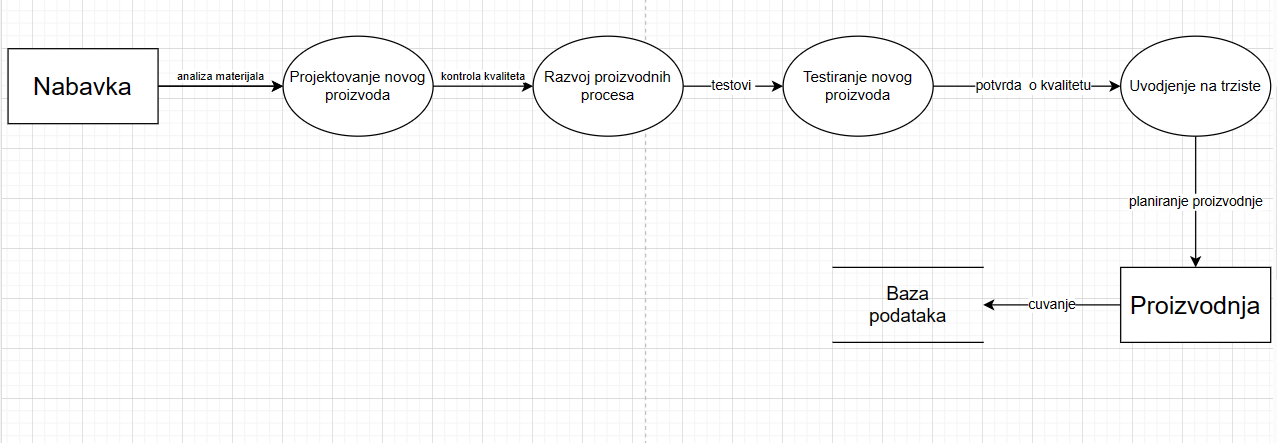 Nabavka
analiza materijala
Projektovanje novog
proizvoda
kontrola kvaliteta
Razvoj proizvodnih
procesa
testovi
Testiranje novog
proizvoda
potvrda o kvalitetu
Uvodjenje na trziste
planiranje proizvodnje
Baza
podataka
cuvanje
Proizvodnja